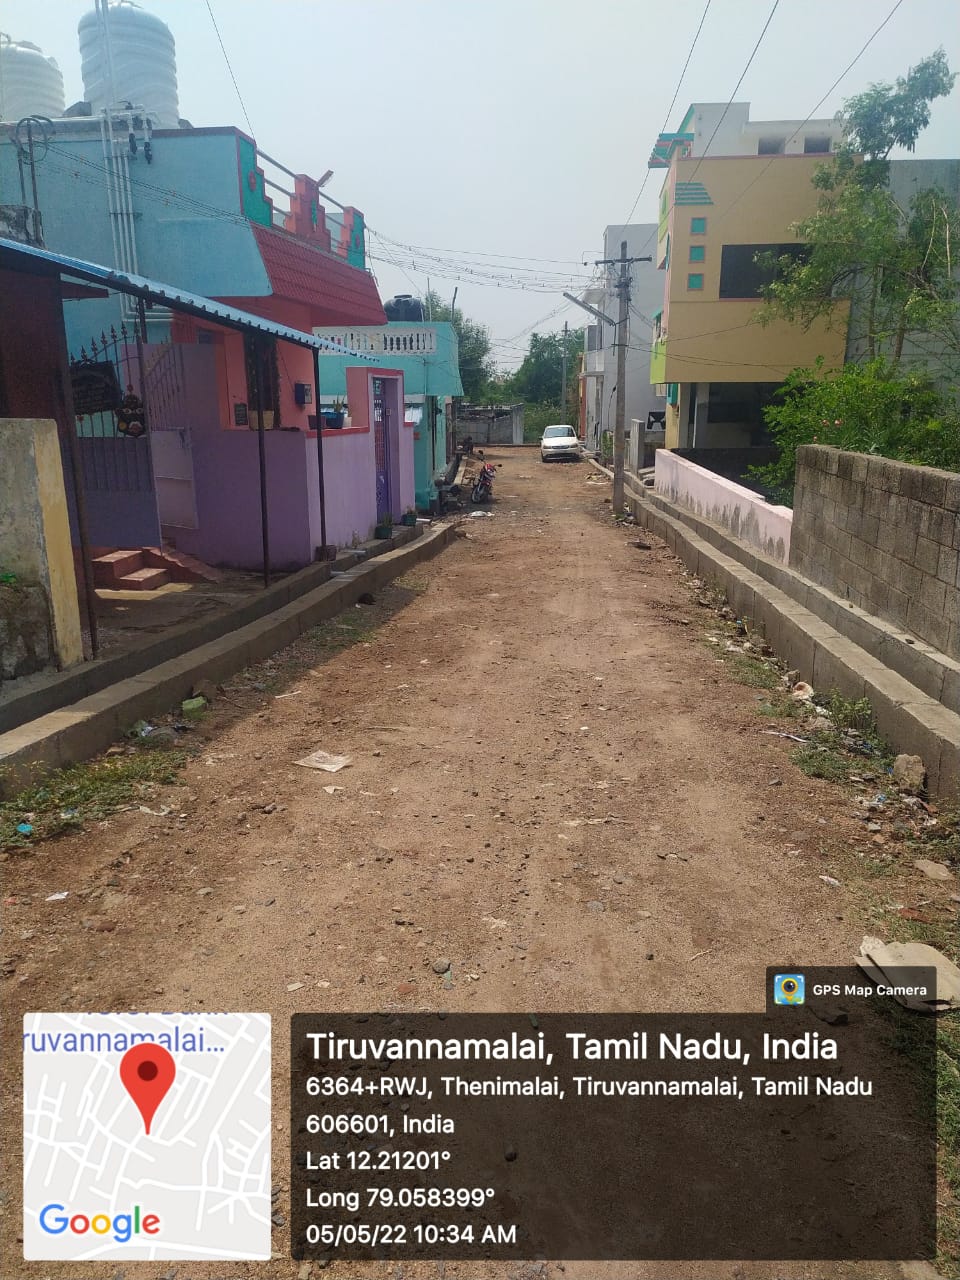 GPS Map Camera
ruvannamalai...
Google
Tiruvannamalai, Tamil Nadu, India
6364+RWJ, Thenimalai, Tiruvannamalai, Tamil Nadu
606601, India
Lat 12.21201°
Long 79.058399°
05/05/22 10:34 AM